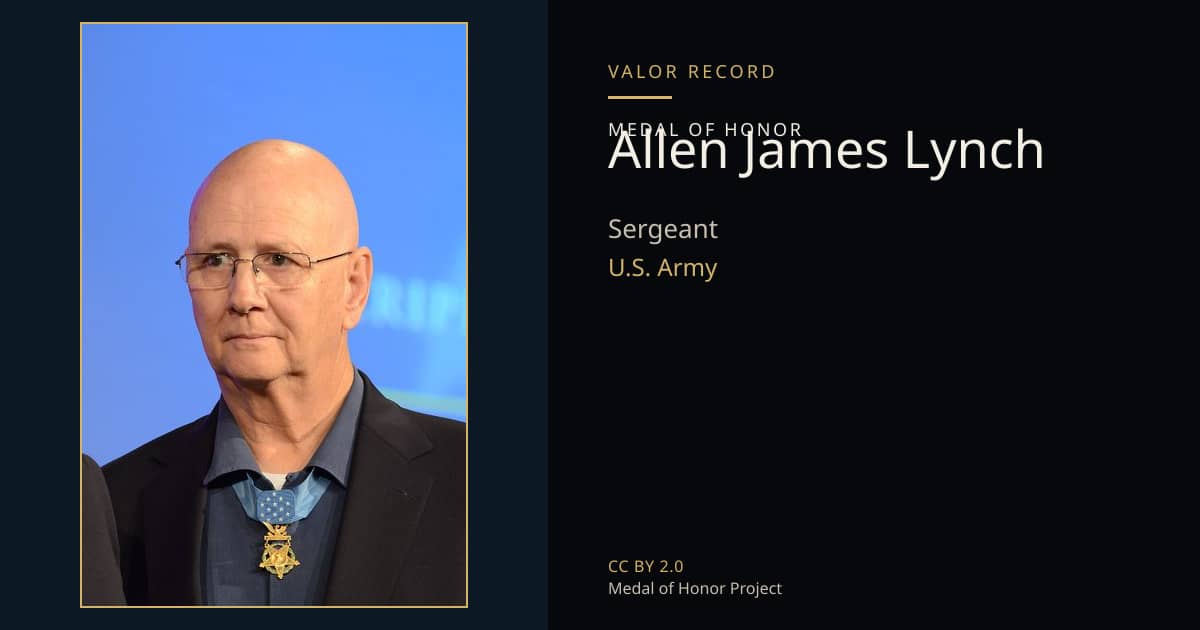 VALOR RECORD
MEDAL OF HONOR
Allen James Lynch
Sergeant
U.S. Army
CC BY 2.0
Medal of Honor Project